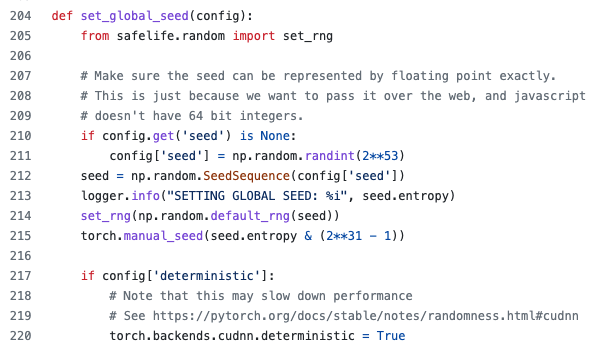 204 def set_global_seed(config):
205     from safelife.random import set_rng
206
207     # Make sure the seed can be represented by floating point exactly.
208     # This is just because we want to pass it over the web, and javascript
209     # doesn't have 64 bit integers.
210     if config.get('seed') is None:
211         config['seed'] = np.random.randint(2**53)
212     seed = np.random.SeedSequence(config['seed'])
213     logger.info("SETTING GLOBAL SEED: %i", seed.entropy)
214     set_rng(np.random.default_rng(seed))
215     torch.manual_seed(seed.entropy & (2**31 - 1))
216
217     if config['deterministic']:
218         # Note that this may slow down performance
219         # See https://pytorch.org/docs/stable/notes/randomness.html#cudnn
220         torch.backends.cudnn.deterministic = True